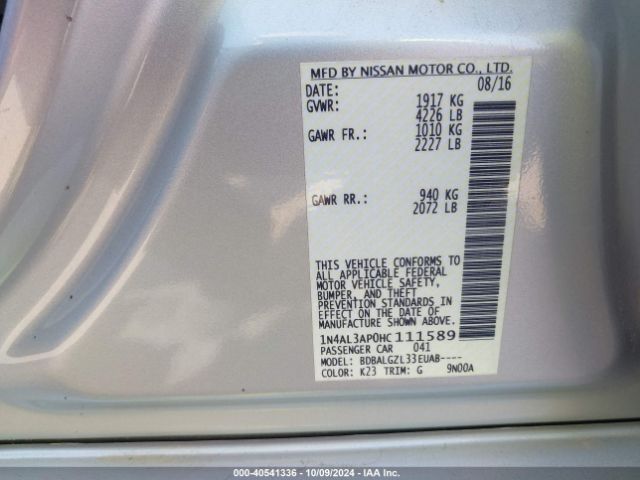 MFD BY NISSAN MOTOR CO., LTD.
DATE: 08/16
GVWR: 1917 KG
4226 LB
GAWR FR.: 1010 KG
2227 LB
GAWR RR.: 940 KG
2072 LB
THIS VEHICLE CONFORMS TO
ALL APPLICABLE FEDERAL
MOTOR VEHICLE SAFETY,
BUMPER, AND THEFT
PREVENTION STANDARDS
IN EFFECT ON THE DATE OF
MANUFACTURE SHOWN ABOVE.
1N4AL3AP0HC111589
PASSENGER CAR 041
MODEL: BDBALGZL33EUAB----
COLOR: K23 TRIM: G 9N00A
000-40541336 - 10/09/2024 - IAA Inc.